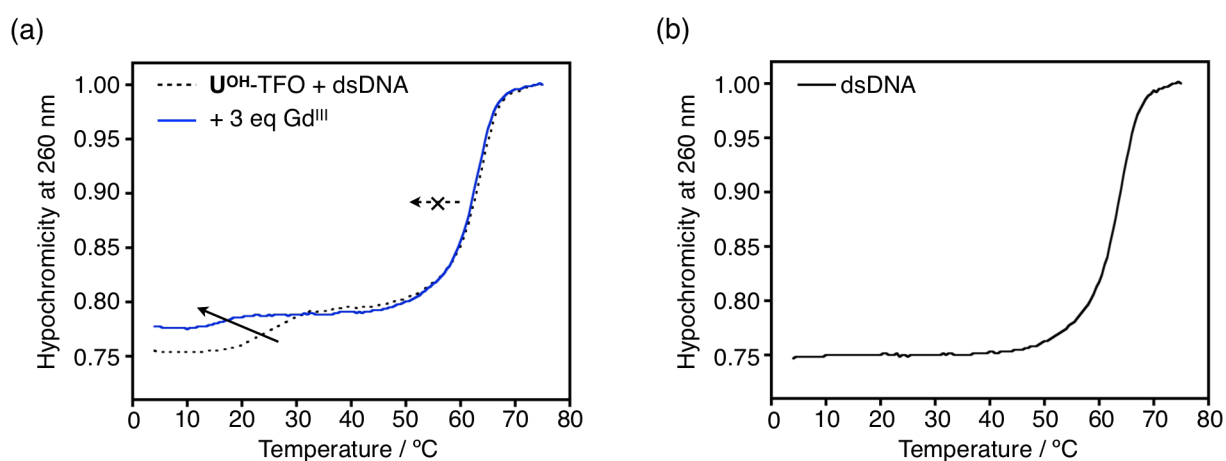 (a)
Hypochromicity at 260 nm
1.00
0.95
0.90
0.85
0.80
0.75
Uᴼᴴ-TFO + dsDNA
+ 3 eq Gdᴵᴵᴵ
0 10 20 30 40 50 60 70 80
Temperature / ºC
(b)
Hypochromicity at 260 nm
1.00
0.95
0.90
0.85
0.80
0.75
dsDNA
0 10 20 30 40 50 60 70 80
Temperature / ºC